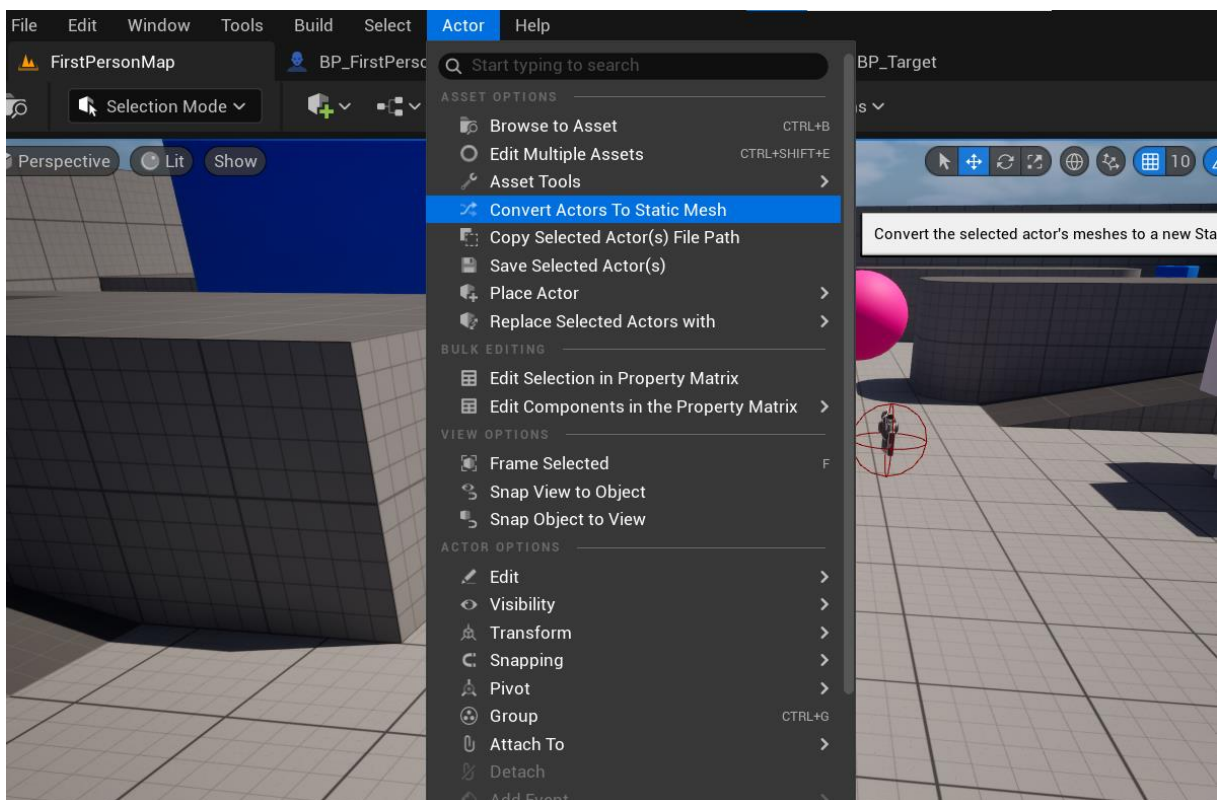 File Edit Window Tools Build Select Actor Help
FirstPersonMap BP_FirstPerso BP_Target
Selection Mode
Start typing to search
ASSET OPTIONS
Browse to Asset CTRL+B
Edit Multiple Assets CTRL+SHIFT+E
Perspective Lit Show 10
Asset Tools
Convert Actors To Static Mesh
Copy Selected Actor(s) File Path
Convert the selected actor's meshes to a new Sta
Save Selected Actor(s)
Place Actor
Replace Selected Actors with
BULK EDITING
Edit Selection in Property Matrix
Edit Components in the Property Matrix
VIEW OPTIONS
Frame Selected F
Snap View to Object
Snap Object to View
ACTOR OPTIONS
Edit
Visibility
Transform
Snapping
Pivot
Group CTRL+G
Attach To
Detach
Add Event